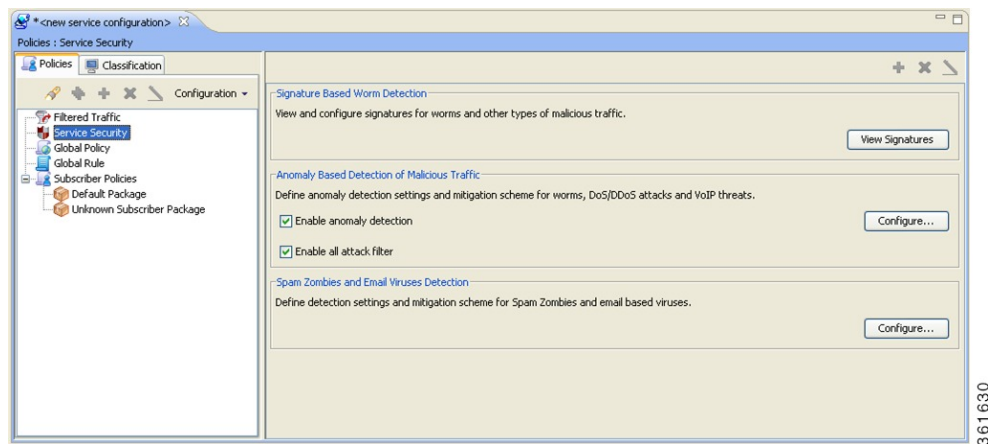 * <new service configuration>
Policies : Service Security
Policies Classification
Configuration
Filtered Traffic
Service Security
Global Policy
Global Rule
Subscriber Policies
Default Package
Unknown Subscriber Package
Signature Based Worm Detection
View and configure signatures for worms and other types of malicious traffic.
View Signatures
Anomaly Based Detection of Malicious Traffic
Define anomaly detection settings and mitigation scheme for worms, DoS/DDoS attacks and VoIP threats.
Enable anomaly detection
Configure...
Enable all attack filter
Spam Zombies and Email Viruses Detection
Define detection settings and mitigation scheme for Spam Zombies and email based viruses.
Configure...
361630